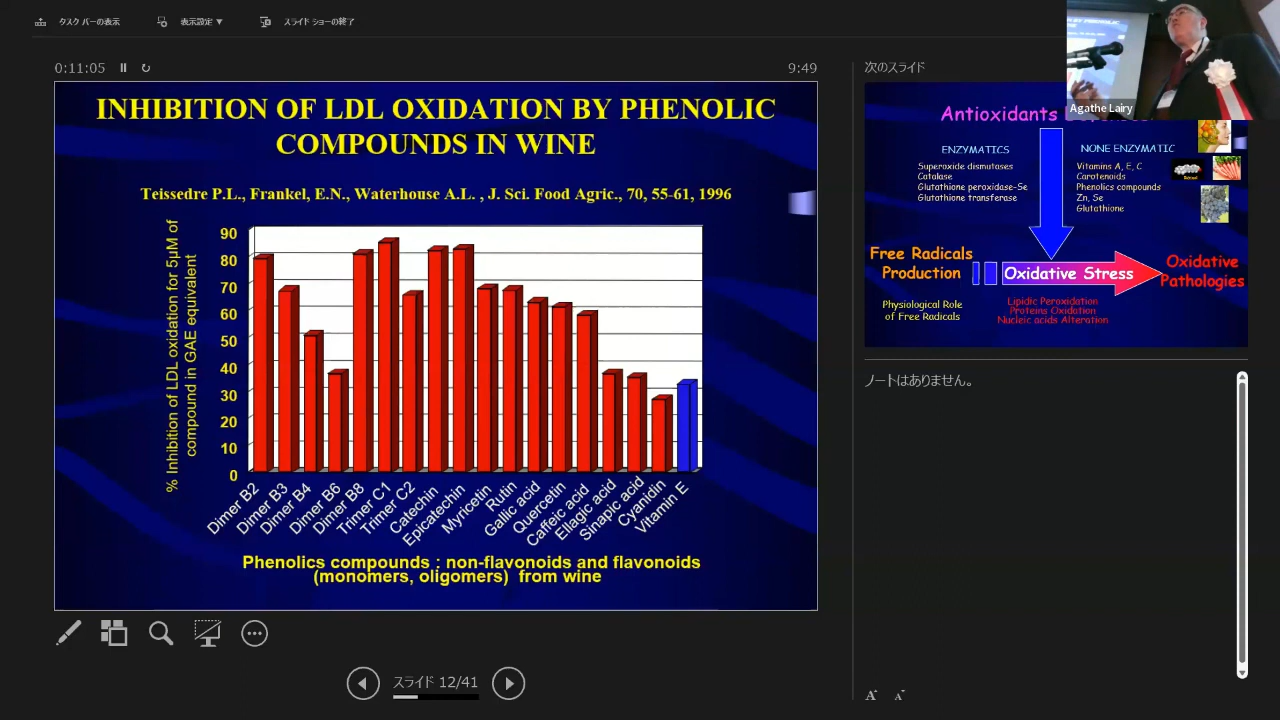 タスク バーの表示
表示設定 ▼
スライド ショーの終了
0:11:05
9:49
INHIBITION OF LDL OXIDATION BY PHENOLIC
COMPOUNDS IN WINE
Teissedre P.L., Frankel, E.N., Waterhouse A.L. , J. Sci. Food Agric., 70, 55-61, 1996
% Inhibition of LDL oxidation for 5µM of
compound in GAE equivalent
90
80
70
60
50
40
30
20
10
0
Dimer B2
Dimer B3
Dimer B4
Dimer B6
Dimer B8
Trimer C1
Trimer C2
Catechin
Epicatechin
Myricetin
Rutin
Gallic acid
Quercetin
Caffeic acid
Ellagic acid
Sinapic acid
Cyanidin
Vitamin E
Phenolics compounds : non-flavonoids and flavonoids
(monomers, oligomers) from wine
スライド 12/41
次のスライド
Agathe Lairy
Antioxidants
ENZYMATICS
Superoxide dismutases
Catalase
Glutathione peroxidase-Se
Glutathione transferase
NONE ENZYMATIC
Vitamins A, E, C
Carotenoids
Phenolics compounds
Zn, Se
Glutathione
Free Radicals
Production
Oxidative Stress
Oxidative
Pathologies
Physiological Role
of Free Radicals
Lipidic Peroxidation
Proteins Oxidation
Nucleic acids Alteration
ノートはありません。
A
A